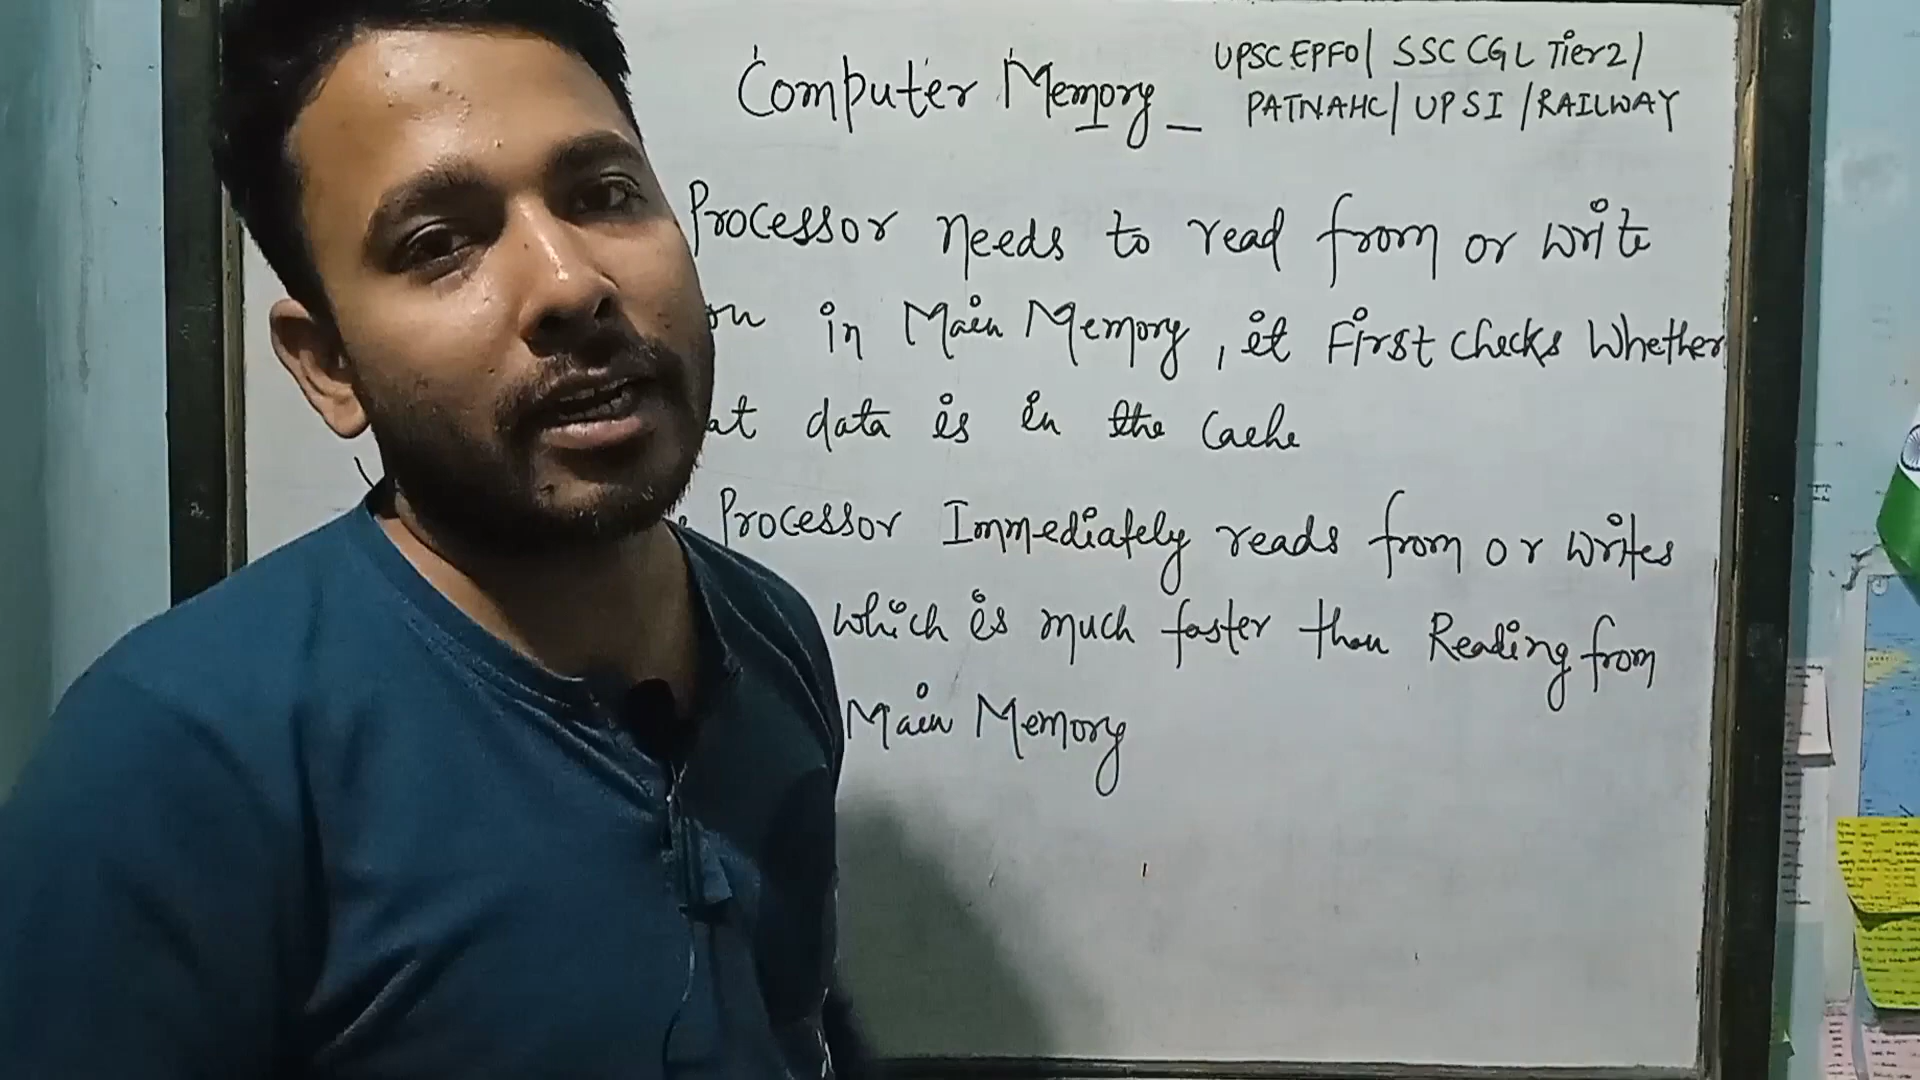 Computer Memory - UPSC EPFO/ SSC CGL Tier2/
PATNAHC/ UPSI /RAILWAY
Processor needs to read from or write
in Main Memory, it First checks Whether
data is in the Cache
Processor Immediately reads from or writes
which is much faster than Reading from
Main Memory